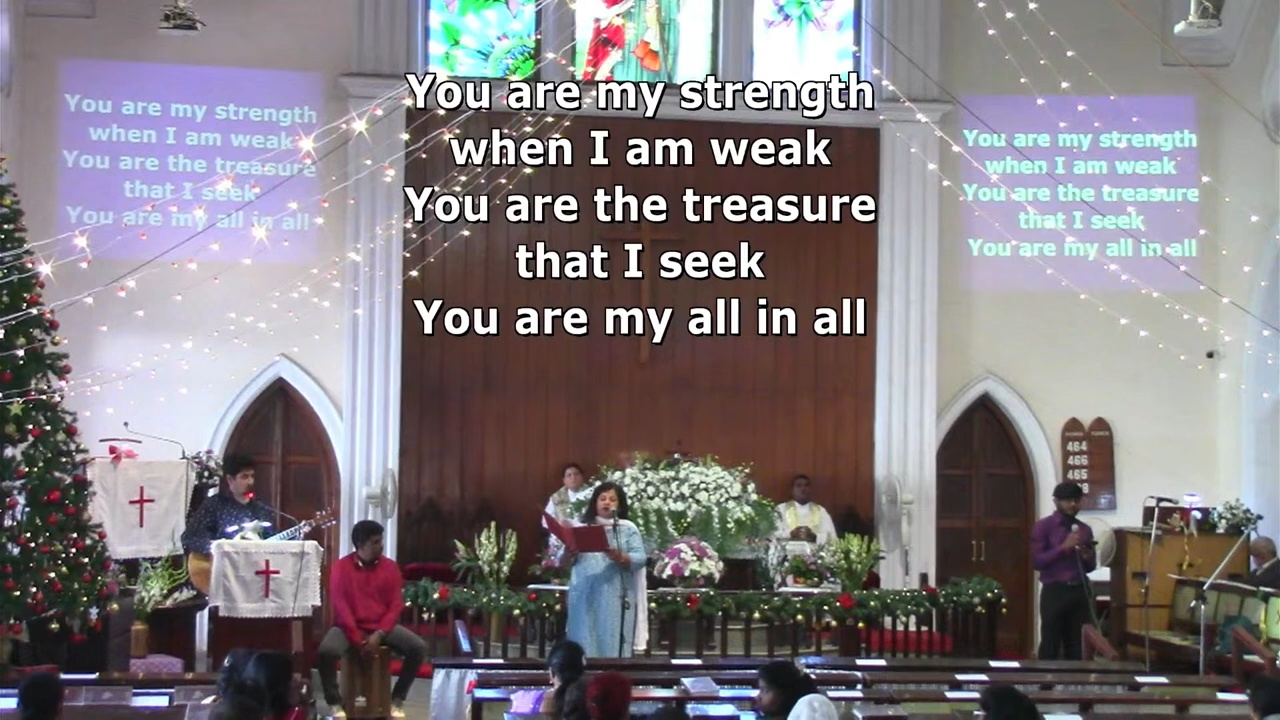 You are my strength
when I am weak
You are the treasure
that I seek
You are my all in all
You are my strength
when I am weak
You are the treasure
that I seek
You are my all in all
You are my strength
when I am weak
You are the treasure
that I seek
You are my all in all
464
466
465